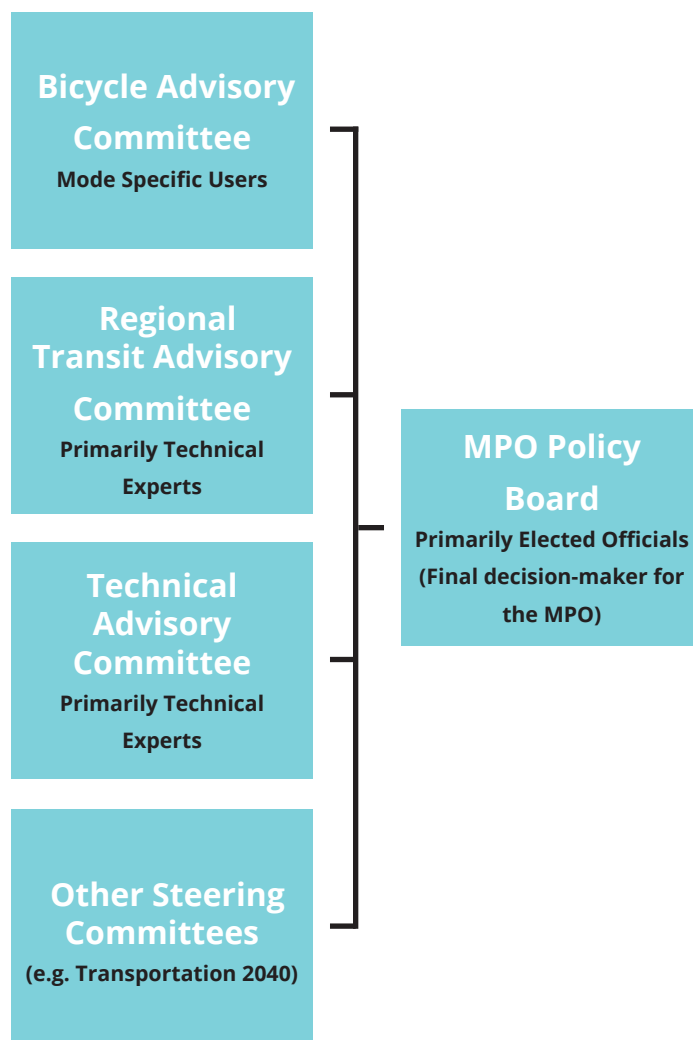 Bicycle Advisory
Committee
Mode Specific Users
Regional
Transit Advisory
Committee
Primarily Technical
Experts
Technical
Advisory
Committee
Primarily Technical
Experts
Other Steering
Committees
(e.g. Transportation 2040)
MPO Policy
Board
Primarily Elected Officials
(Final decision-maker for
the MPO)